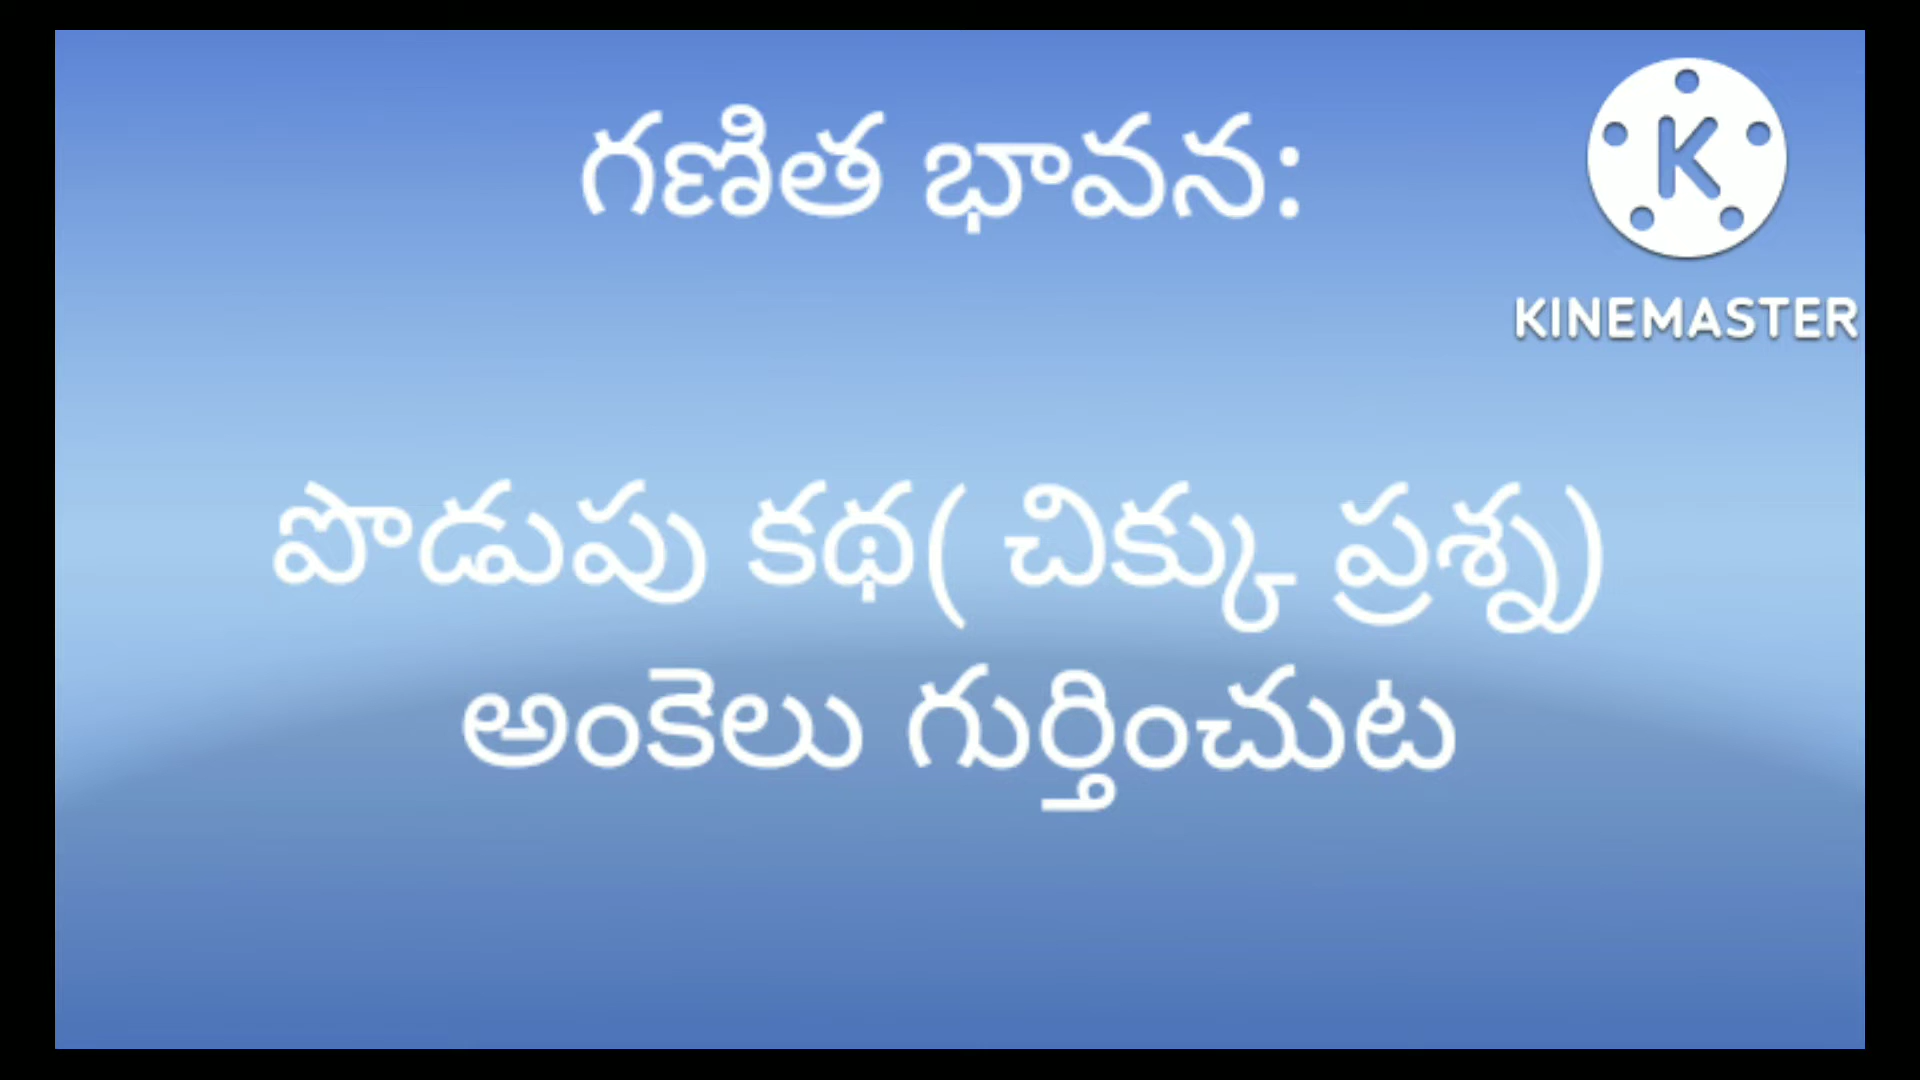 గణిత భావన:
K
KINEMASTER
పొడుపు కథ( చిక్కు ప్రశ్న)
అంకెలు గుర్తించుట